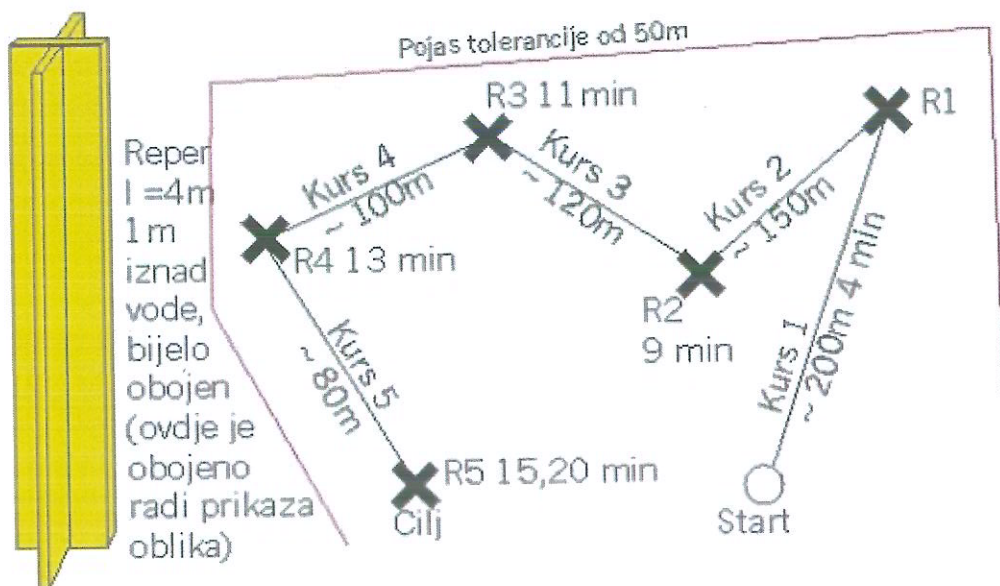 Pojas tolerancije od 50m
R3 11 min
R1
Reper
l =4m
1 m
iznad
vode,
bijelo
obojen
(ovdje je
obojeno
radi prikaza
oblika)
Kurs 4
~ 100m
Kurs 3
~ 120m
Kurs 2
~ 150m
R4 13 min
R2
9 min
Kurs 1
~ 200m 4 min
Kurs 5
~ 80m
R5 15,20 min
Cilj
Start